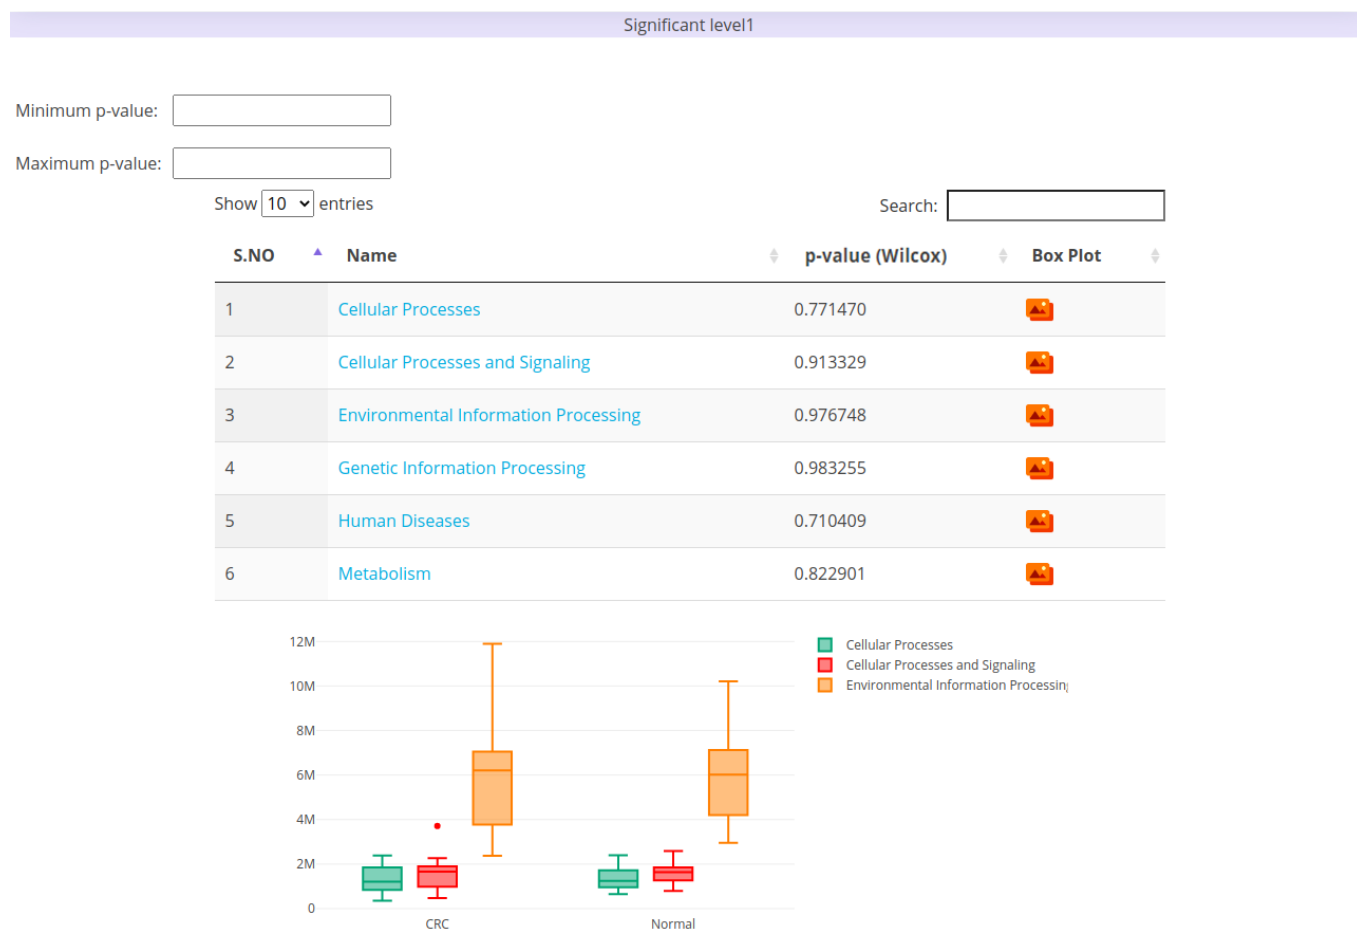 Significant level1
Minimum p-value:
Maximum p-value:
Show 10 entries
Search:
S.NO Name p-value (Wilcox) Box Plot
1 Cellular Processes 0.771470
2 Cellular Processes and Signaling 0.913329
3 Environmental Information Processing 0.976748
4 Genetic Information Processing 0.983255
5 Human Diseases 0.710409
6 Metabolism 0.822901
12M
10M
8M
6M
4M
2M
0
CRC Normal
Cellular Processes
Cellular Processes and Signaling
Environmental Information Processin